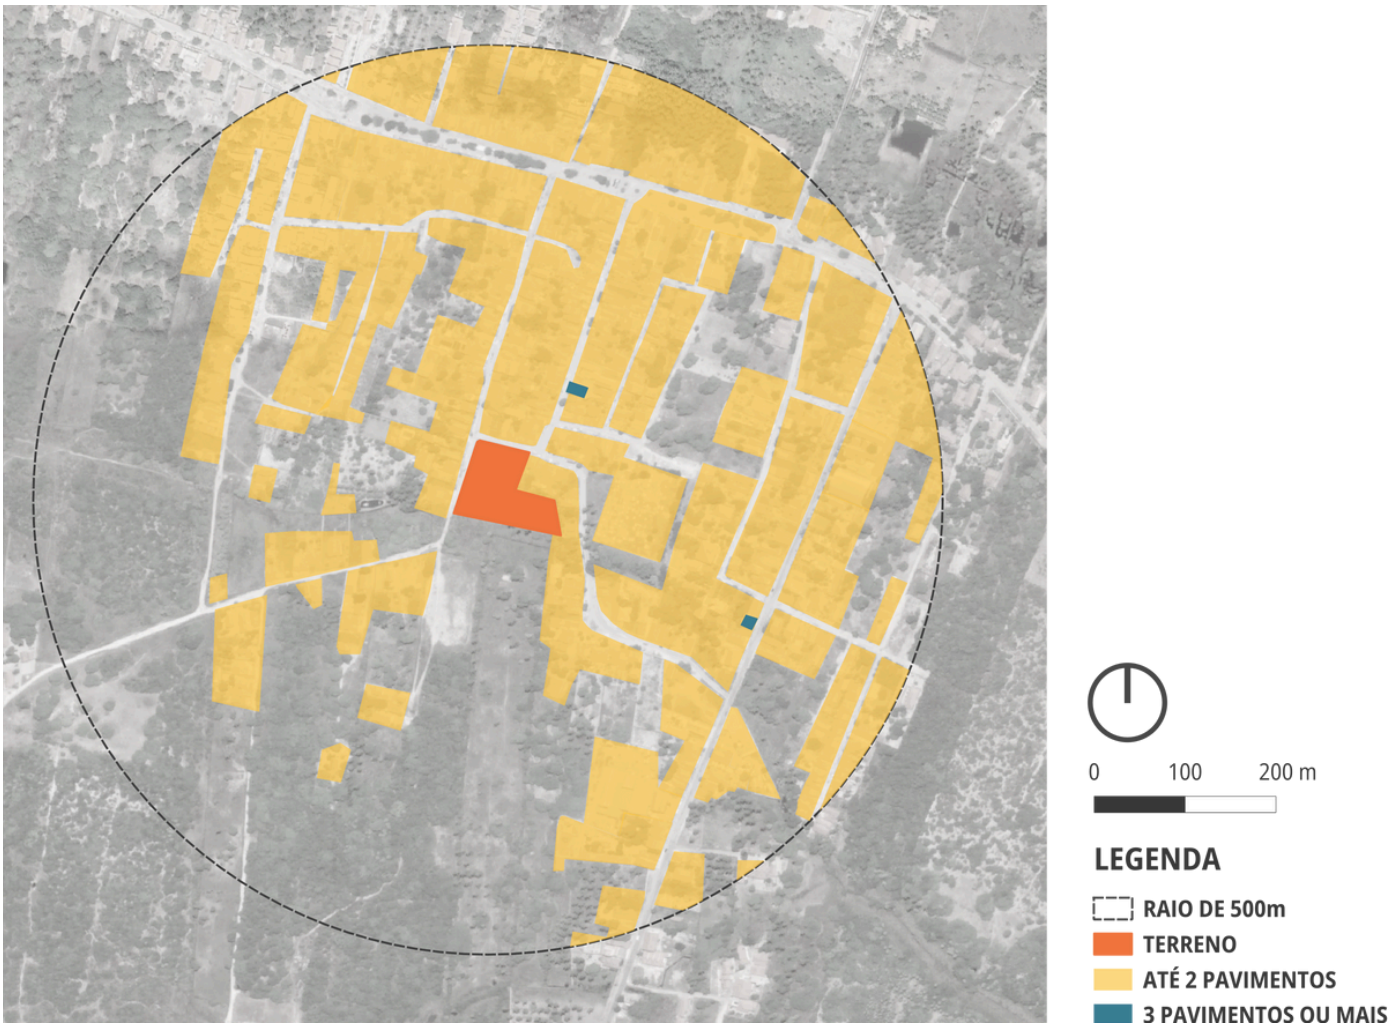 0 100 200 m
LEGENDA
RAIO DE 500m
TERRENO
ATÉ 2 PAVIMENTOS
3 PAVIMENTOS OU MAIS